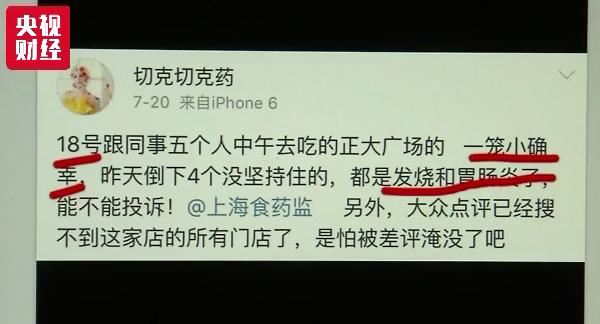 央视
财经
切克切克药
7-20 来自iPhone 6
18号跟同事五个人中午去吃的正大广场的 一笼小确
幸，昨天倒下4个没坚持住的，都是发烧和胃肠炎了，
能不能投诉！@上海食药监 另外，大众点评已经搜
不到这家店的所有门店了，是怕被差评淹没了吧